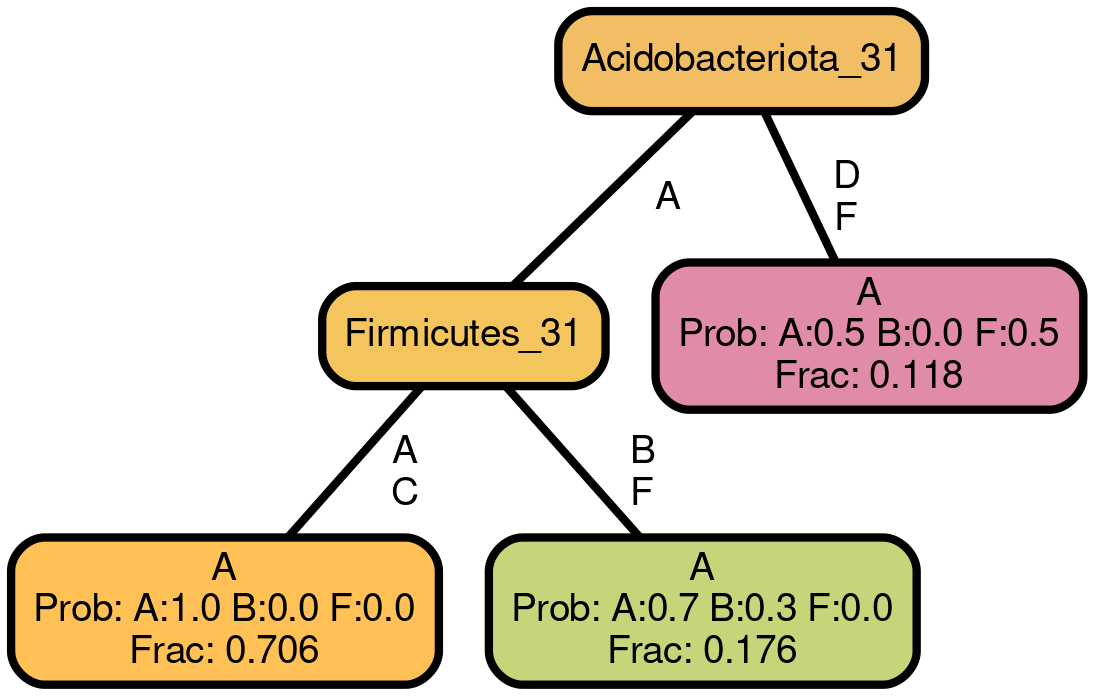 Acidobacteriota_31
A
D
F
Firmicutes_31
A
Prob: A:0.5 B:0.0 F:0.5
Frac: 0.118
A
C
B
F
A
Prob: A:1.0 B:0.0 F:0.0
Frac: 0.706
A
Prob: A:0.7 B:0.3 F:0.0
Frac: 0.176